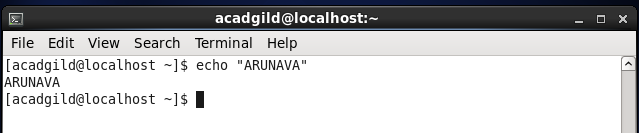 acadgild@localhost:~
File Edit View Search Terminal Help
[acadgild@localhost ~]$ echo "ARUNAVA"
ARUNAVA
[acadgild@localhost ~]$